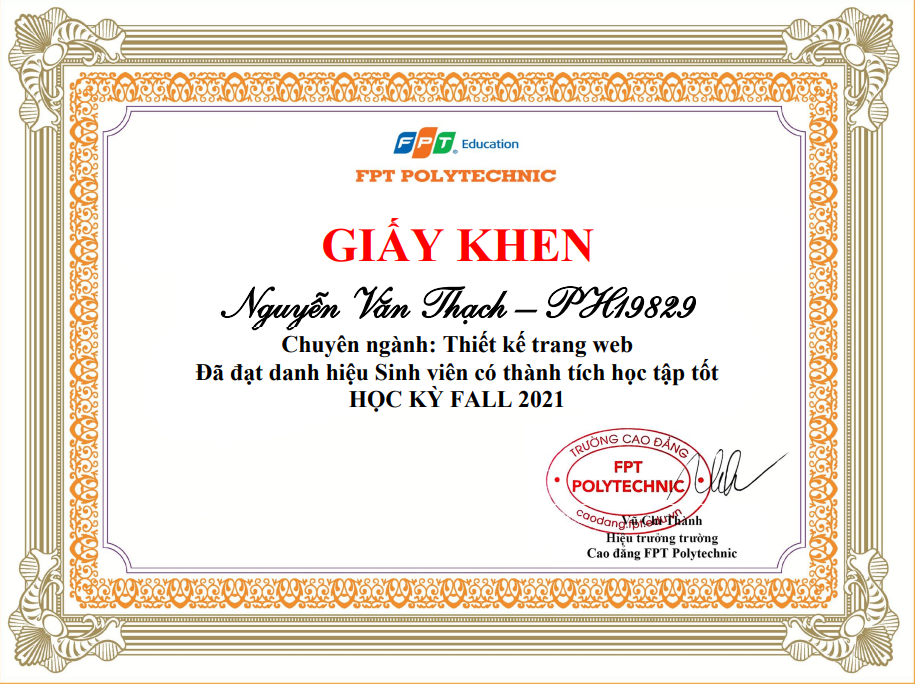 FPT Education
FPT POLYTECHNIC
GIẤY KHEN
Nguyễn Văn Thạch – PH19829
Chuyên ngành: Thiết kế trang web
Đã đạt danh hiệu Sinh viên có thành tích học tập tốt
HỌC KỲ FALL 2021
TRƯỜNG CAO ĐẲNG
FPT
POLYTECHNIC
caodang.fpt.edu.vn
Vũ Chí Thành
Hiệu trưởng trường
Cao đẳng FPT Polytechnic